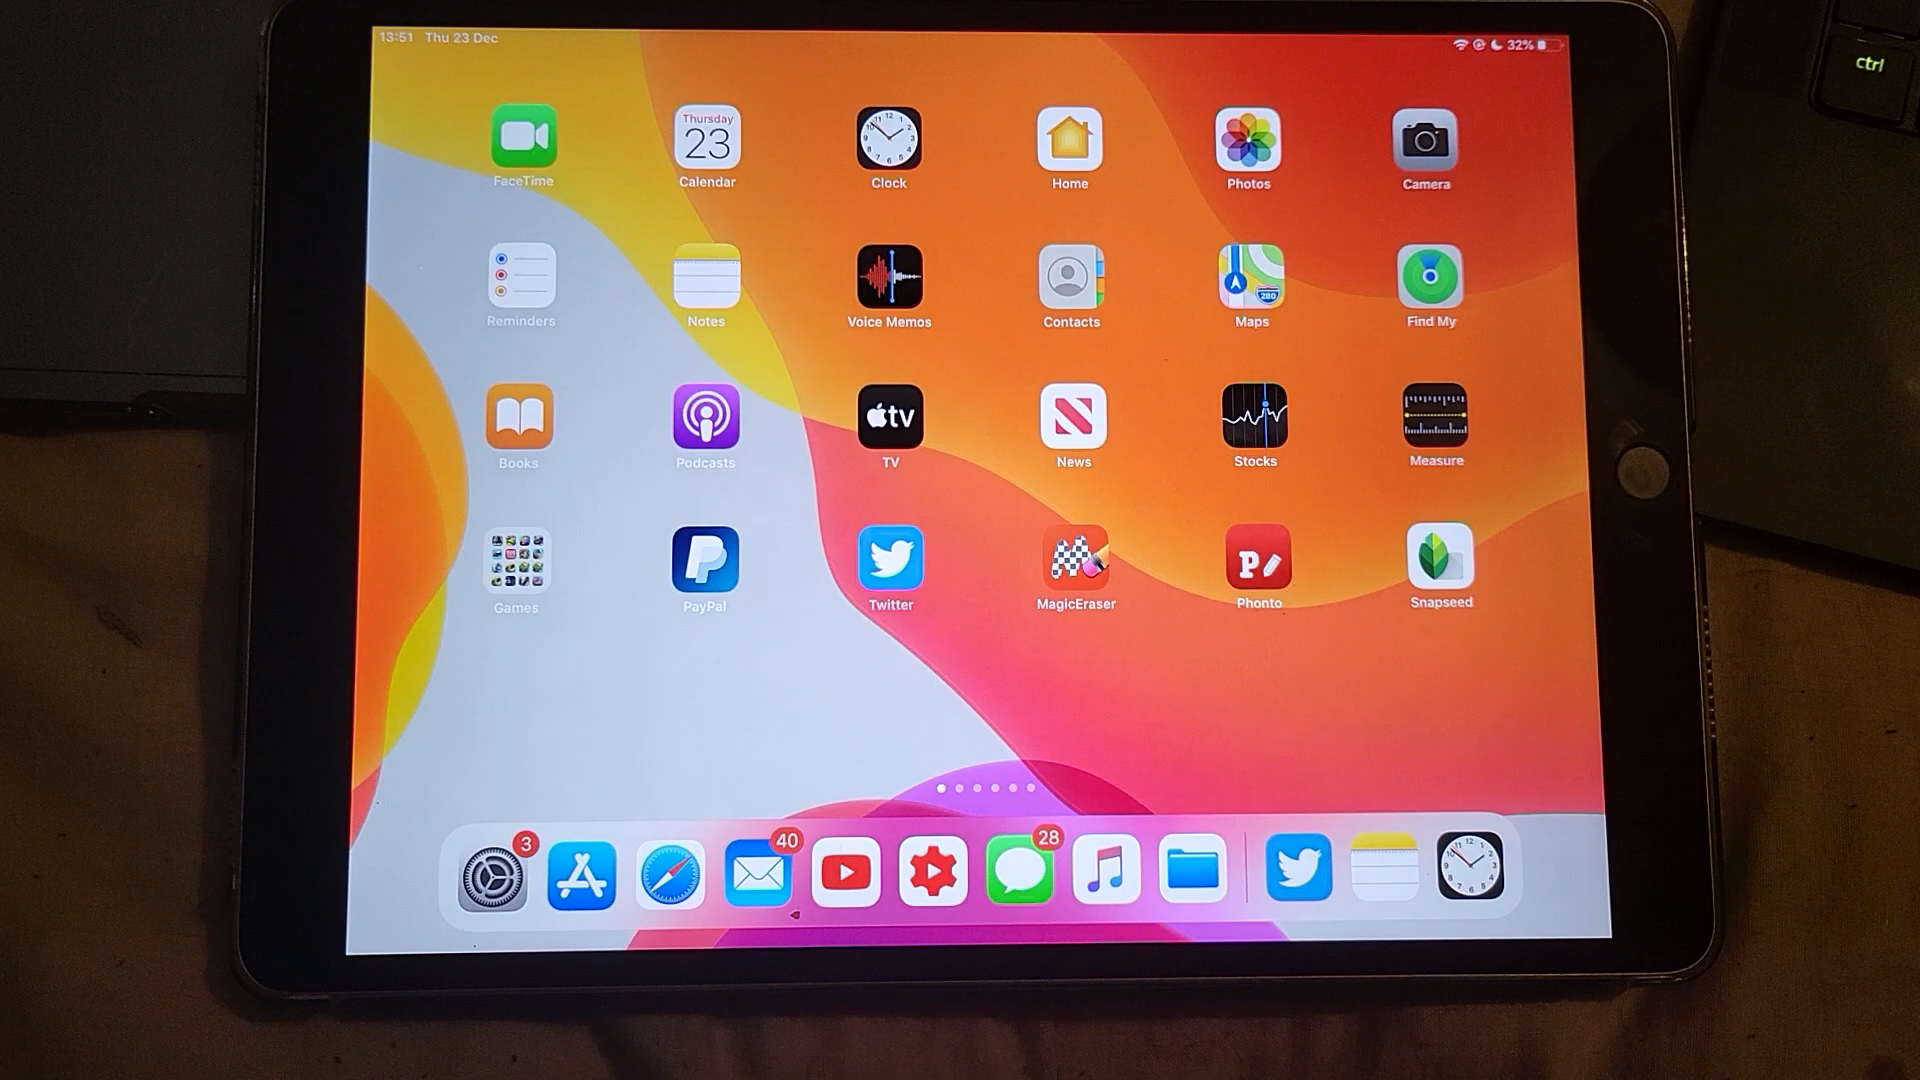 13:51 Thu 23 Dec
32%
ctrl
Thursday
23
FaceTime
Calendar
Clock
Home
Photos
Camera
280
Reminders
Notes
Voice Memos
Contacts
Maps
Find My
tv
Books
Podcasts
TV
News
Stocks
Measure
P
Games
PayPal
Twitter
MagicEraser
Phonto
Snapseed
3
40
28